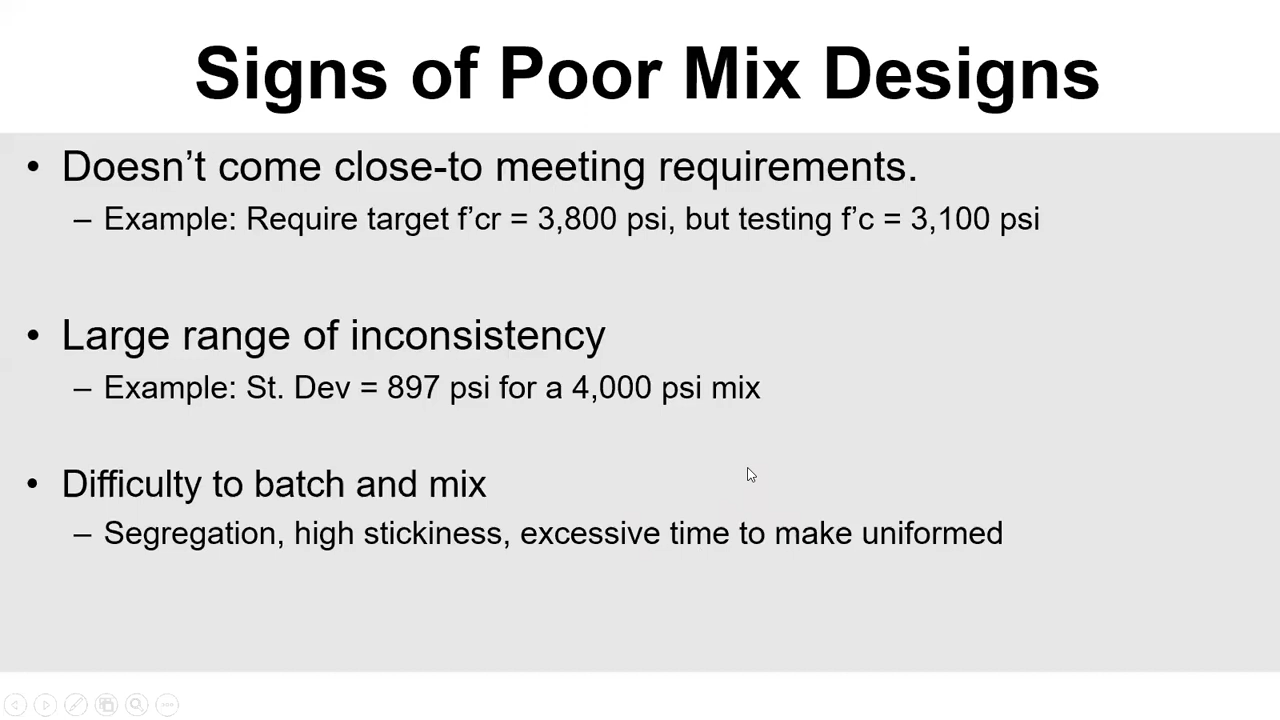 Signs of Poor Mix Designs
• Doesn’t come close-to meeting requirements.
– Example: Require target f’cr = 3,800 psi, but testing f’c = 3,100 psi
• Large range of inconsistency
– Example: St. Dev = 897 psi for a 4,000 psi mix
• Difficulty to batch and mix
– Segregation, high stickiness, excessive time to make uniformed